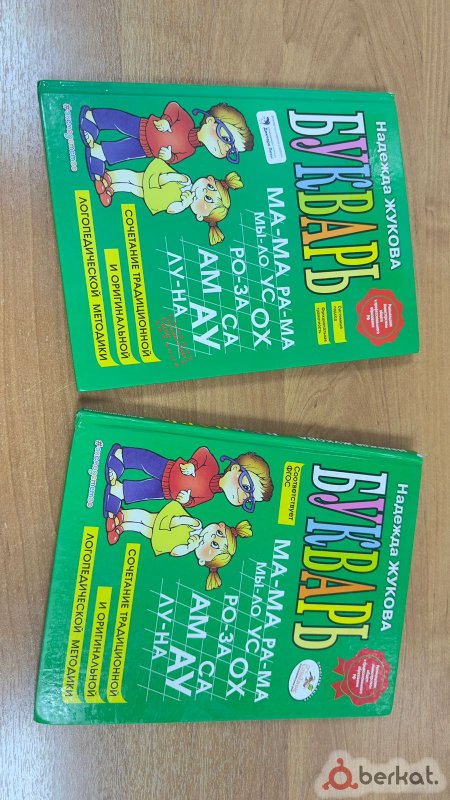 Надежда ЖУКОВА
БУКВАРЬ
МА-МА РА-МА
МЫ-ЛО УС
РО-ЗА ОХ
АМ СА
ЛУ-НА АУ
СОЧЕТАНИЕ ТРАДИЦИОННОЙ
И ОРИГИНАЛЬНОЙ
ЛОГОПЕДИЧЕСКОЙ МЕТОДИКИ
Надежда ЖУКОВА
БУКВАРЬ
Соответствует
ФГОС
МА-МА РА-МА
МЫ-ЛО УС
РО-ЗА ОХ
АМ СА
ЛУ-НА АУ
СОЧЕТАНИЕ ТРАДИЦИОННОЙ
И ОРИГИНАЛЬНОЙ
ЛОГОПЕДИЧЕСКОЙ МЕТОДИКИ
berkat.